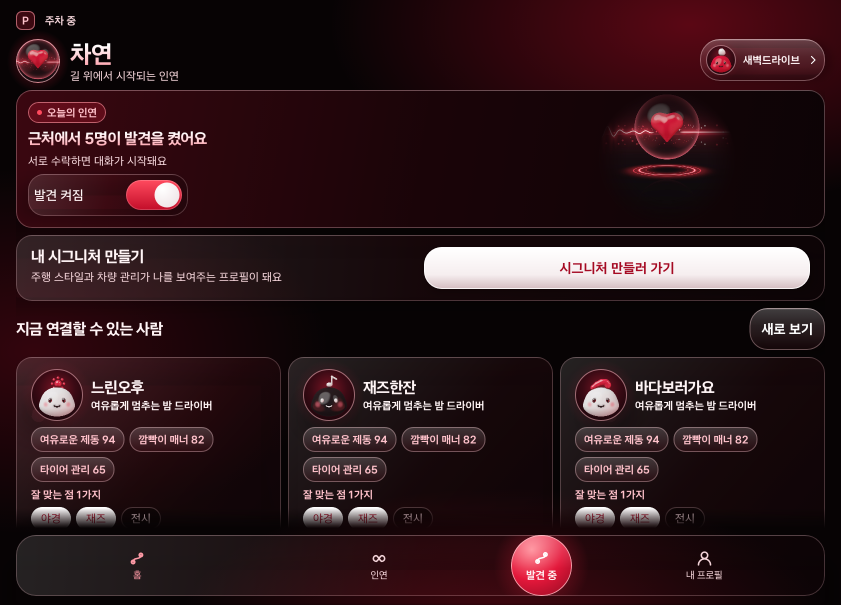 P 주차 중
차연
길 위에서 시작되는 인연
새벽드라이브
오늘의 인연
근처에서 5명이 발견을 켰어요
서로 수락하면 대화가 시작돼요
발견 켜짐
내 시그니처 만들기
주행 스타일과 차량 관리가 나를 보여주는 프로필이 돼요
시그니처 만들러 가기
지금 연결할 수 있는 사람
새로 보기
느린오후
여유롭게 멈추는 밤 드라이버
여유로운 제동 94
깜빡이 매너 82
타이어 관리 65
잘 맞는 점 1가지
야경 재즈 전시
재즈한잔
여유롭게 멈추는 밤 드라이버
여유로운 제동 94
깜빡이 매너 82
타이어 관리 65
잘 맞는 점 1가지
야경 재즈 전시
바다보러가요
여유롭게 멈추는 밤 드라이버
여유로운 제동 94
깜빡이 매너 82
타이어 관리 65
잘 맞는 점 1가지
야경 재즈 전시
홈
인연
발견 중
내 프로필